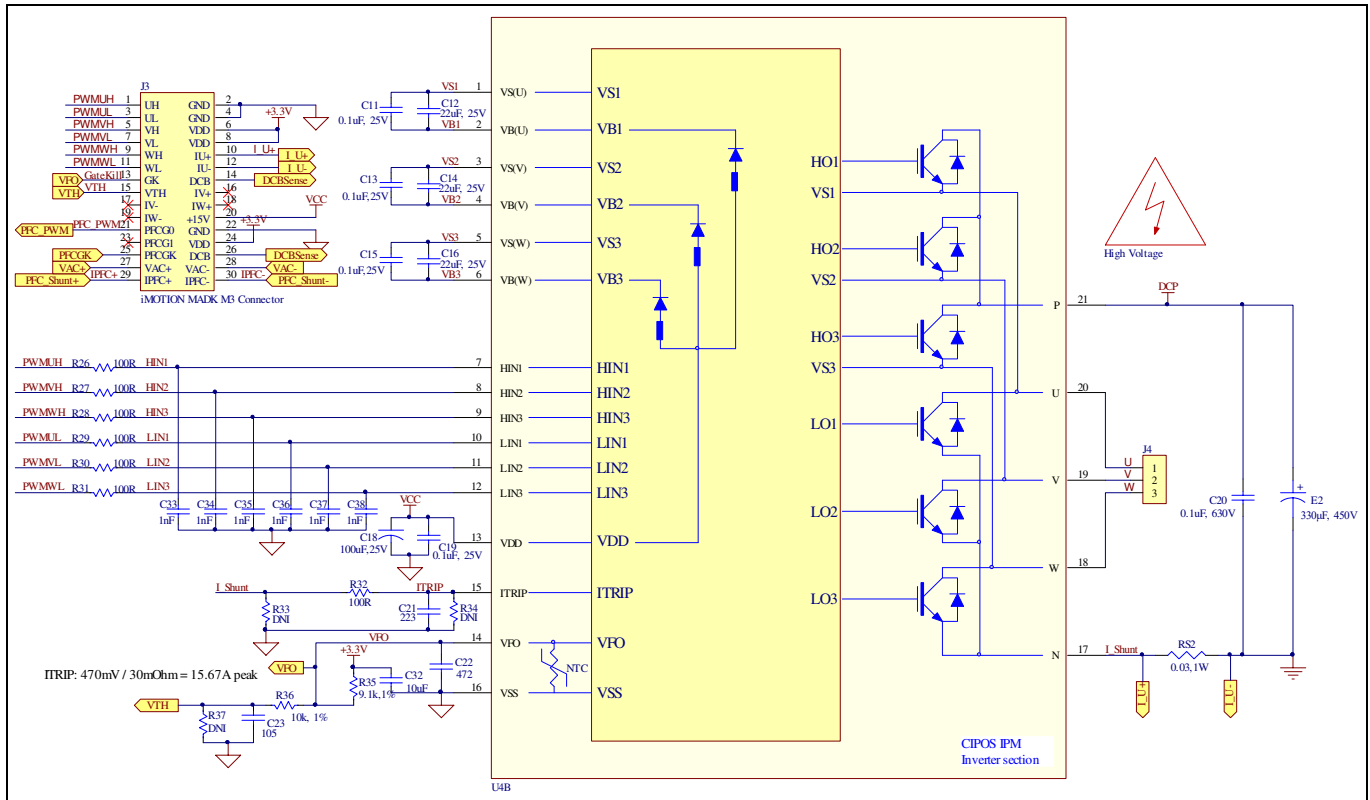 J3
PWMUH 1 UH GND 2
PWMUL 3 UL GND 4
+3.3V
PWMVH 5 VH VDD 6
PWMVL 7 VL VDD 8
PWMWH 9 WH IU+ 10 I_U+ I_U+
PWMWL 11 WL IU- 12 I_U-
VFO GateKill 13 GK DCB 14 DCBSense
VTH VTH 15 VTH IV+ 16
17 IV- IW+ 18
19 IW- +15V 20 VCC
PFC_PWM PFC_PWM 21 PFCG0 GND 22 +3.3V
23 PFCG1 VDD 24
PFCGK 25 PFCGK DCB 26 DCBSense
VAC+ 27 VAC+ VAC- 28 VAC-
PFC_Shunt+ IPFC+ 29 IPFC+ IPFC- 30 IPFC- PFC_Shunt-
iMOTION MADK M3 Connector
C11
0.1uF, 25V
C12
22uF, 25V
VS1 1 VS(U) VS1
VB1 2 VB(U) VB1
C13
0.1uF,25V
C14
22uF, 25V
VS2 3 VS(V) VS2
VB2 4 VB(V) VB2
C15
0.1uF,25V
C16
22uF, 25V
VS3 5 VS(W) VS3
VB3 6 VB(W) VB3
PWMUH R26 100R HIN1 7 HIN1 HIN1
PWMVH R27 100R HIN2 8 HIN2 HIN2
PWMWH R28 100R HIN3 9 HIN3 HIN3
PWMUL R29 100R LIN1 10 LIN1 LIN1
PWMVL R30 100R LIN2 11 LIN2 LIN2
PWMWL R31 100R LIN3 12 LIN3 LIN3
C33
1nF
C34
1nF
C35
1nF
C36
1nF
C37
1nF
C38
1nF
VCC
C18
100uF,25V
C19
0.1uF, 25V
13 VDD VDD
I_Shunt R32
100R
ITRIP 15 ITRIP ITRIP
R33
DNI
C21
223
R34
DNI
VFO 14 VFO VFO
VFO
+3.3V
R35
9.1k,1%
C32
10uF
C22
472
16 VSS VSS
NTC
ITRIP: 470mV / 30mOhm = 15.67A peak
VTH
R37
DNI
C23
105
R36
10k, 1%
HO1
VS1
HO2
VS2
HO3
VS3
LO1
LO2
LO3
P 21 DCP
U 20
V 19
W 18
N 17 I_Shunt
J4
U 1
V 2
W 3
C20
0.1uF, 630V
+
E2
330µF, 450V
RS2
0.03,1W
I_U+
I_U-
High Voltage
CIPOS IPM
Inverter section
U4B